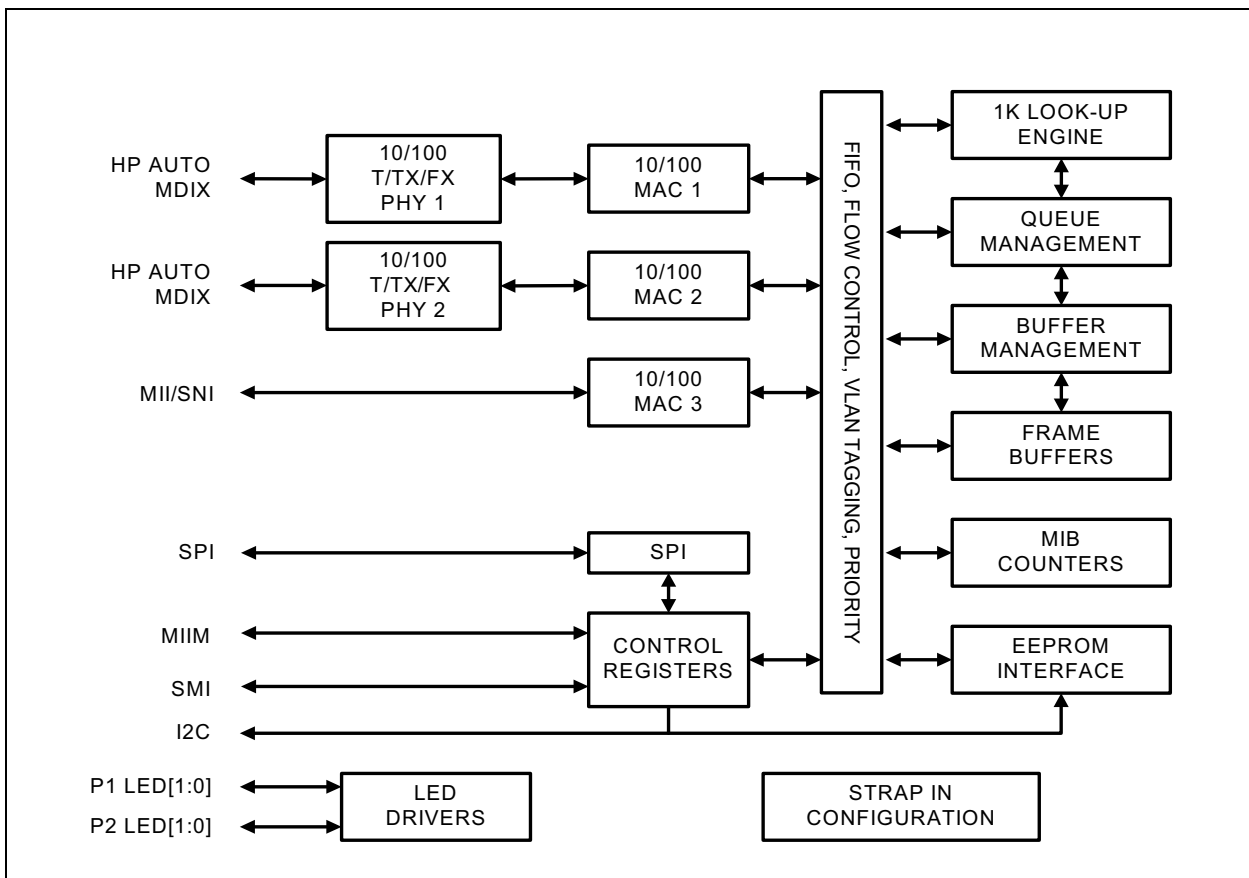 HP AUTO
MDIX
10/100
T/TX/FX
PHY 1
10/100
MAC 1
HP AUTO
MDIX
10/100
T/TX/FX
PHY 2
10/100
MAC 2
MII/SNI
10/100
MAC 3
SPI
SPI
MIIM
SMI
CONTROL
REGISTERS
I2C
FIFO, FLOW CONTROL, VLAN TAGGING, PRIORITY
1K LOOK-UP
ENGINE
QUEUE
MANAGEMENT
BUFFER
MANAGEMENT
FRAME
BUFFERS
MIB
COUNTERS
EEPROM
INTERFACE
P1 LED[1:0]
P2 LED[1:0]
LED
DRIVERS
STRAP IN
CONFIGURATION